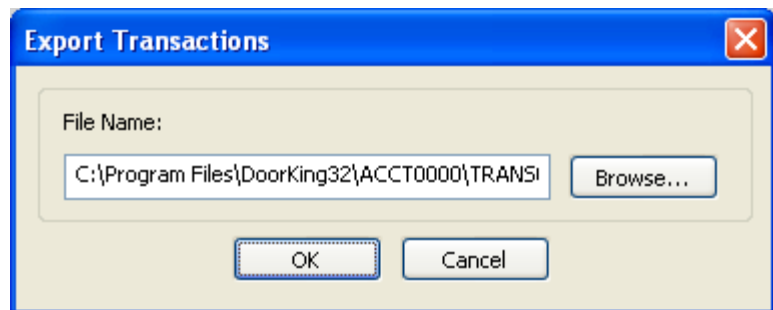 Export Transactions
File Name:
C:\Program Files\DoorKing32\ACCT0000\TRANS
Browse...
OK
Cancel